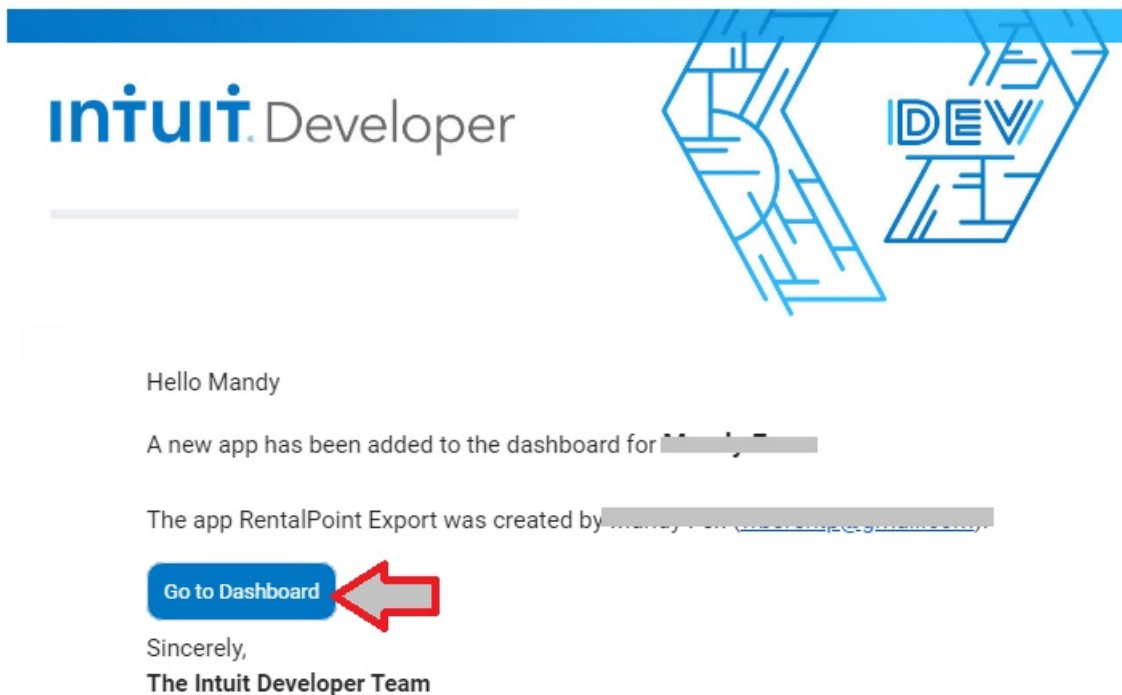 INTUIT Developer
DEV
Hello Mandy
A new app has been added to the dashboard for
The app RentalPoint Export was created by
Go to Dashboard
Sincerely,
The Intuit Developer Team